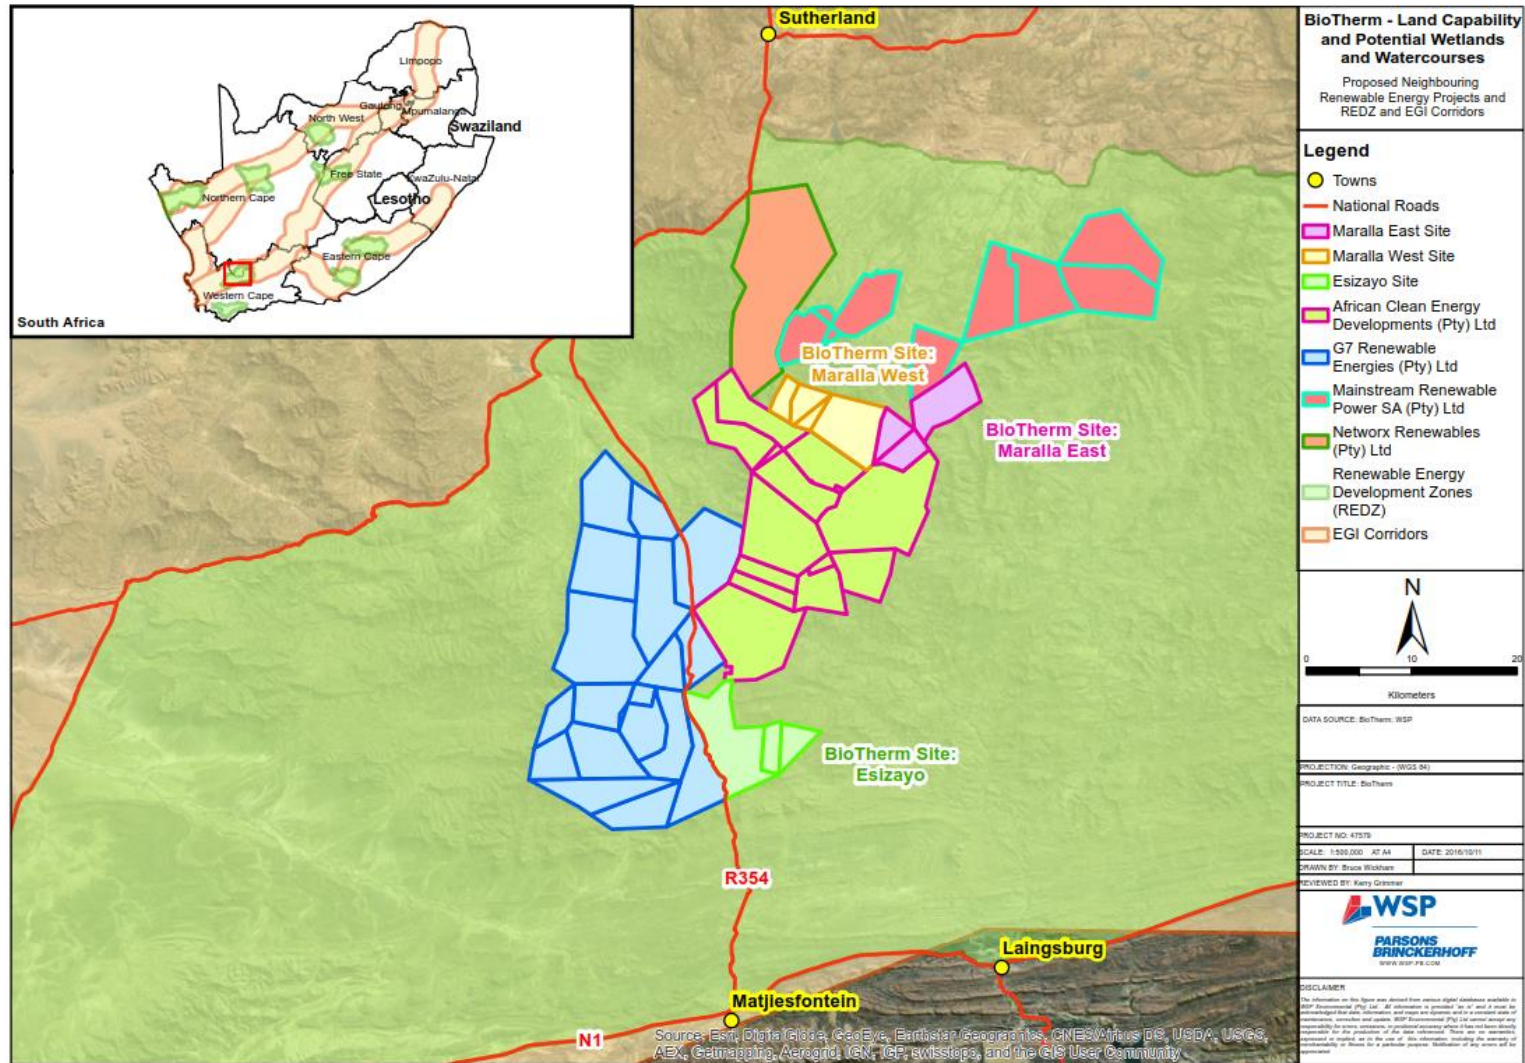 Sutherland
Limpopo
Gauteng
Mpumalanga
North West
Swaziland
Free State
KwaZulu-Natal
Northern Cape
Lesotho
Eastern Cape
Western Cape
South Africa
BioTherm Site:
Maralla West
BioTherm Site:
Maralla East
BioTherm Site:
Esizayo
R354
Laingsburg
Matjiesfontein
N1
Source: Esri, DigitalGlobe, GeoEye, Earthstar Geographics, CNES/Airbus DS, USDA, USGS,
AEX, Getmapping, Aerogrid, IGN, IGP, swisstopo, and the GIS User Community
BioTherm - Land Capability
and Potential Wetlands
and Watercourses
Proposed Neighbouring
Renewable Energy Projects and
REDZ and EGI Corridors
Legend
Towns
National Roads
Maralla East Site
Maralla West Site
Esizayo Site
African Clean Energy
Developments (Pty) Ltd
G7 Renewable
Energies (Pty) Ltd
Mainstream Renewable
Power SA (Pty) Ltd
Networx Renewables
(Pty) Ltd
Renewable Energy
Development Zones
(REDZ)
EGI Corridors
N
0 10 20
Kilometers
DATA SOURCE: BioTherm; WSP
PROJECTION: Geographic - (WGS 84)
PROJECT TITLE: BioTherm
PROJECT NO: 47579
SCALE: 1:500,000 AT A4 DATE: 2016/10/11
DRAWN BY: Bruce Wickham
REVIEWED BY: Kerry Grimmer
WSP
PARSONS
BRINCKERHOFF
WWW.WSP-PB.COM
DISCLAIMER